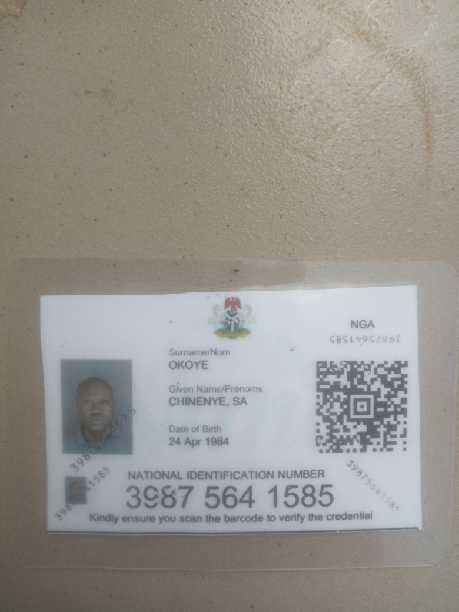 NGA
39875641585
Surname/Nom
OKOYE
Given Name/Prenoms
CHINENYE, SA
Date of Birth
24 Apr 1984
NATIONAL IDENTIFICATION NUMBER
3987 564 1585
Kindly ensure you scan the barcode to verify the credential